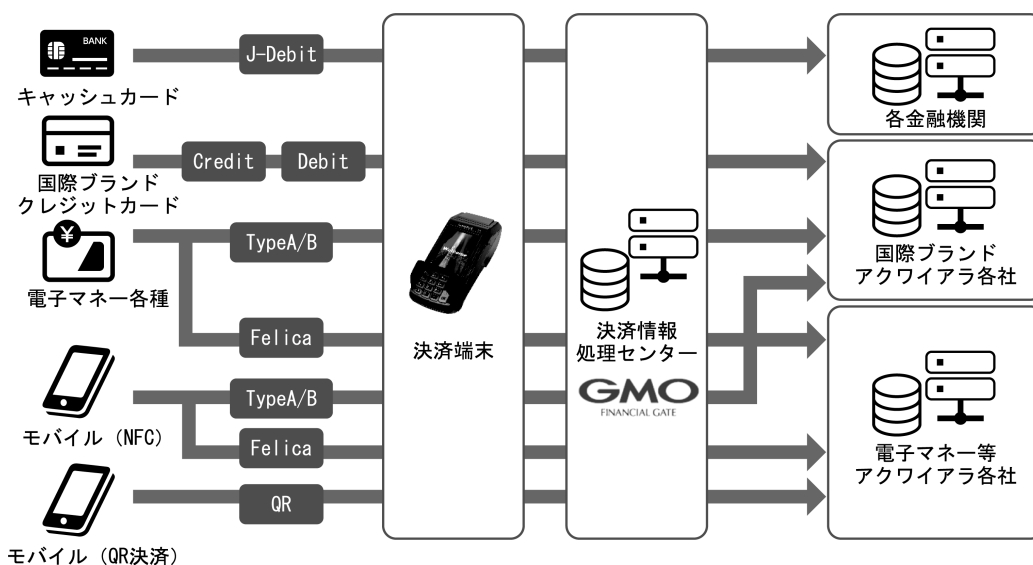 BANK
キャッシュカード
J-Debit
国際ブランド
クレジットカード
Credit
Debit
¥
電子マネー各種
TypeA/B
Felica
モバイル（NFC）
TypeA/B
Felica
モバイル（QR決済）
QR
決済端末
決済情報
処理センター
GMO
FINANCIAL GATE
各金融機関
国際ブランド
アクワイアラ各社
電子マネー等
アクワイアラ各社